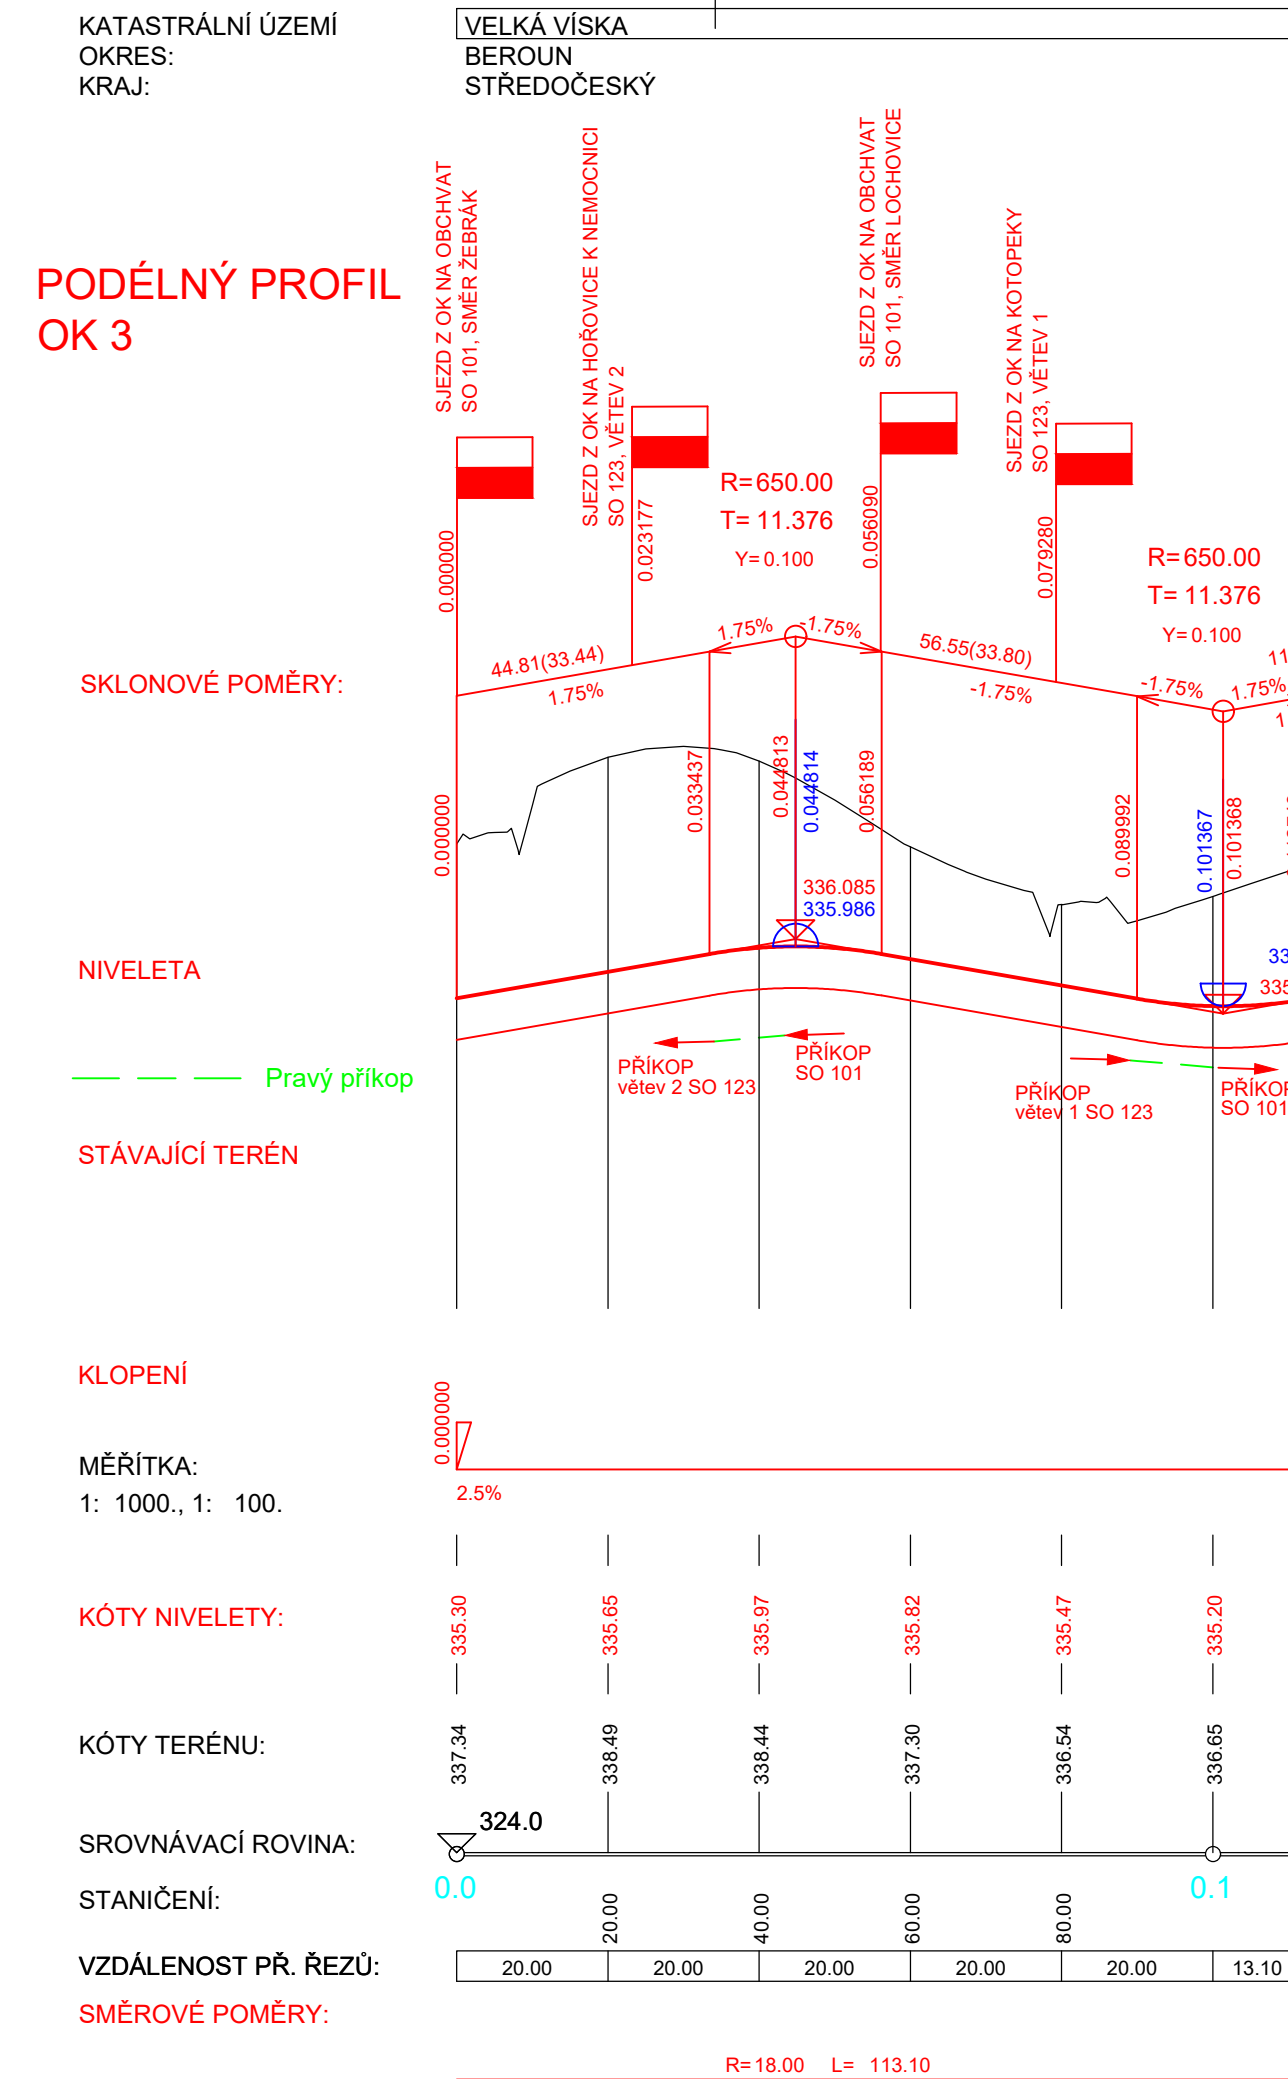 KATASTRÁLNÍ ÚZEMÍ VELKÁ VÍSKA
OKRES: BEROUN
KRAJ: STŘEDOČESKÝ
PODÉLNÝ PROFIL
OK 3
SJEZD Z OK NA OBCHVAT
SO 101, SMĚR ŽEBRÁK
SJEZD Z OK NA HOŘOVICE K NEMOCNICI
SO 123, VĚTEV 2
SJEZD Z OK NA OBCHVAT
SO 101, SMĚR LOCHOVICE
SJEZD Z OK NA KOTOPEKY
SO 123, VĚTEV 1
0.000000
0.023177
0.056090
0.079280
R=650.00
T= 11.376
Y=0.100
R=650.00
T= 11.376
Y=0.100
SKLONOVÉ POMĚRY:
44.81(33.44)
1.75%
1.75%
-1.75%
56.55(33.80)
-1.75%
-1.75%
1.75%
0.000000
0.033437
0.044813
0.044814
0.056189
0.089992
0.101367
0.101368
336.085
335.986
NIVELETA
Pravý příkop
PŘÍKOP
větev 2 SO 123
PŘÍKOP
SO 101
PŘÍKOP
větev 1 SO 123
PŘÍKOP
SO 101
STÁVAJÍCÍ TERÉN
KLOPENÍ
0.000000
2.5%
MĚŘÍTKA:
1: 1000., 1: 100.
KÓTY NIVELETY: 335.30 335.65 335.97 335.82 335.47 335.20
KÓTY TERÉNU: 337.34 338.49 338.44 337.30 336.54 336.65
324.0
SROVNÁVACÍ ROVINA:
0.0 0.1
STANIČENÍ: 20.00 40.00 60.00 80.00
VZDÁLENOST PŘ. ŘEZŮ: 20.00 20.00 20.00 20.00 20.00 13.10
SMĚROVÉ POMĚRY:
R=18.00 L= 113.10